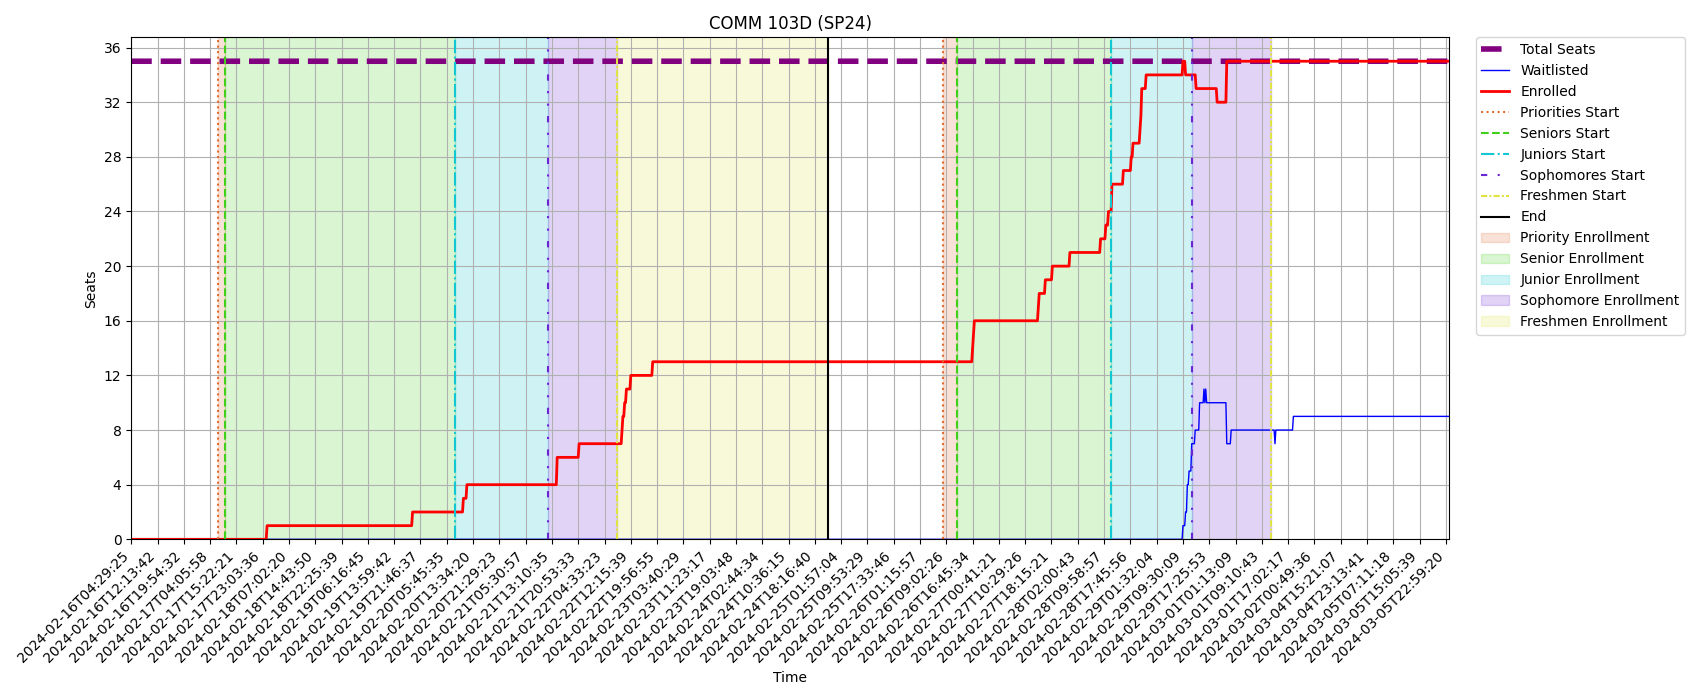 COMM 103D (SP24)
36
32
28
24
20
16
12
8
4
0
Seats
2024-02-16T04:29:25
2024-02-16T12:13:42
2024-02-16T19:54:32
2024-02-17T04:05:58
2024-02-17T15:22:21
2024-02-17T23:03:36
2024-02-18T07:02:20
2024-02-18T14:43:50
2024-02-18T22:25:39
2024-02-19T06:16:45
2024-02-19T13:59:42
2024-02-19T21:46:37
2024-02-20T05:45:35
2024-02-20T13:34:20
2024-02-20T21:29:23
2024-02-21T05:30:57
2024-02-21T13:10:35
2024-02-21T20:53:33
2024-02-22T04:33:23
2024-02-22T12:15:39
2024-02-22T19:56:55
2024-02-23T03:40:29
2024-02-23T11:23:17
2024-02-23T19:03:48
2024-02-24T02:44:34
2024-02-24T10:36:15
2024-02-24T18:16:40
2024-02-25T01:57:04
2024-02-25T09:53:29
2024-02-25T17:33:46
2024-02-26T01:15:57
2024-02-26T09:02:26
2024-02-26T16:45:34
2024-02-27T00:41:21
2024-02-27T10:29:26
2024-02-27T18:15:21
2024-02-28T02:00:43
2024-02-28T09:58:57
2024-02-28T17:45:56
2024-02-29T01:32:04
2024-02-29T09:30:09
2024-02-29T17:25:53
2024-03-01T01:13:09
2024-03-01T09:10:43
2024-03-01T17:02:17
2024-03-02T00:49:36
2024-03-04T15:21:07
2024-03-04T23:13:41
2024-03-05T07:11:18
2024-03-05T15:05:39
2024-03-05T22:59:20
Time
Total Seats
Waitlisted
Enrolled
Priorities Start
Seniors Start
Juniors Start
Sophomores Start
Freshmen Start
End
Priority Enrollment
Senior Enrollment
Junior Enrollment
Sophomore Enrollment
Freshmen Enrollment